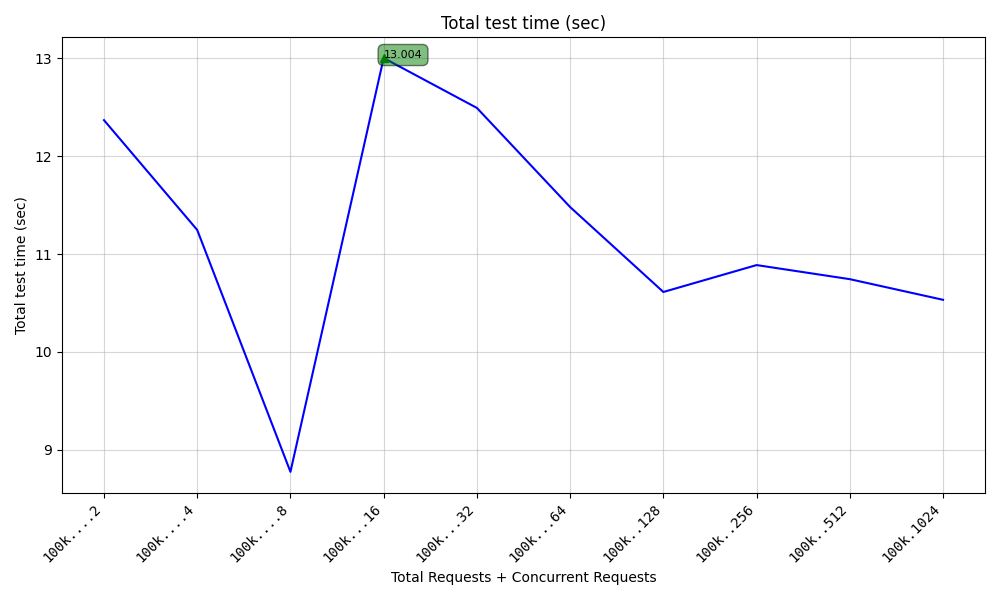 Total test time (sec)
13.004
13
12
11
10
9
Total test time (sec)
100k....2
100k....4
100k....8
100k...16
100k...32
100k...64
100k..128
100k..256
100k..512
100k.1024
Total Requests + Concurrent Requests